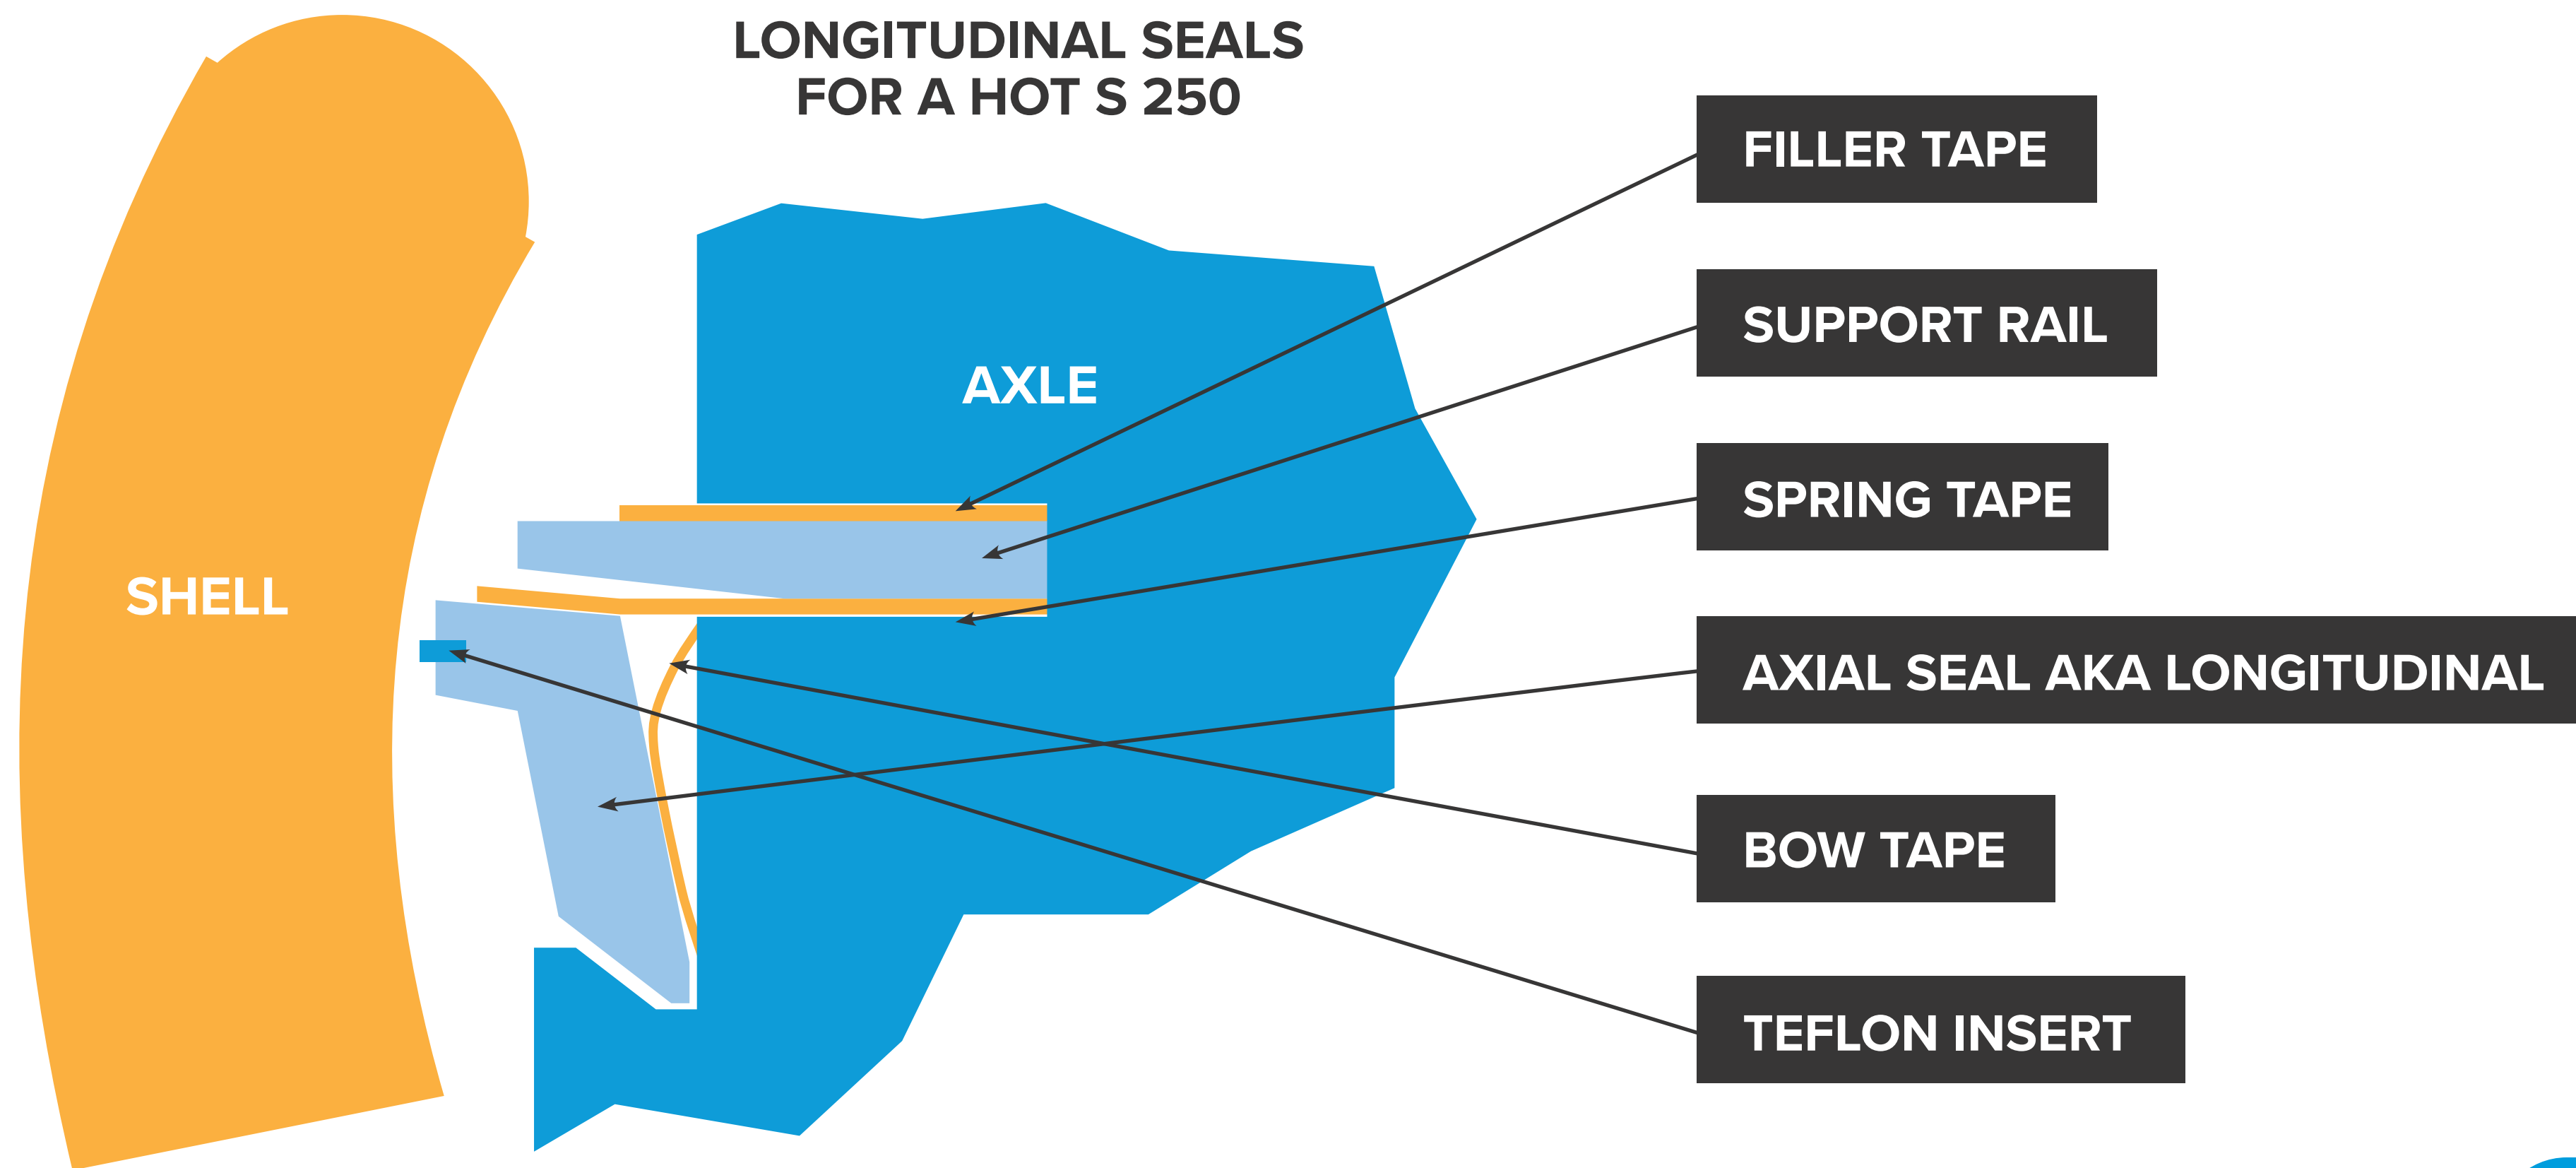 LONGITUDINAL SEALS
FOR A HOT S 250
FILLER TAPE
SUPPORT RAIL
AXLE
SPRING TAPE
SHELL
AXIAL SEAL AKA LONGITUDINAL
BOW TAPE
TEFLON INSERT